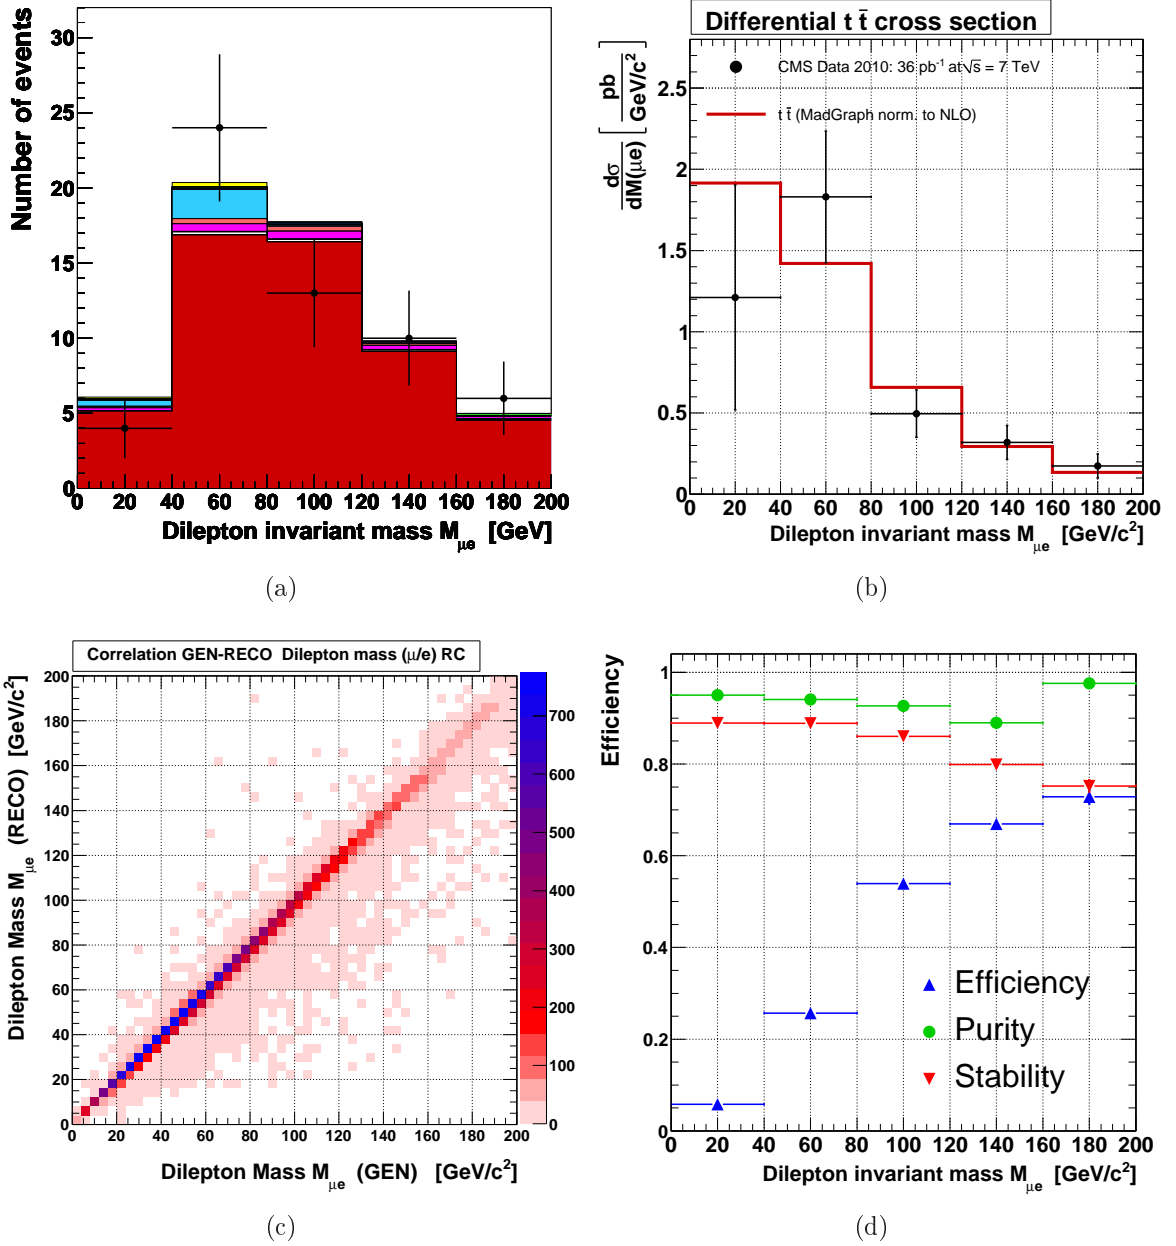 Number of events
30
25
20
15
10
5
0
0 20 40 60 80 100 120 140 160 180 200
Dilepton invariant mass M_μe [GeV]
(a)
Differential t t̅ cross section
dσ/dM(μe) [pb/GeV/c²]
CMS Data 2010: 36 pb⁻¹ at √s = 7 TeV
t t̅ (MadGraph norm. to NLO)
2.5
2
1.5
1
0.5
0
0 20 40 60 80 100 120 140 160 180 200
Dilepton invariant mass M_μe [GeV/c²]
(b)
Correlation GEN-RECO Dilepton mass (μ/e) RC
Dilepton Mass M_μe (RECO) [GeV/c²]
200
180
160
140
120
100
80
60
40
20
0
0 20 40 60 80 100 120 140 160 180 200
700
600
500
400
300
200
100
0
Dilepton Mass M_μe (GEN) [GeV/c²]
(c)
Efficiency
1
0.8
0.6
0.4
0.2
0
Efficiency
Purity
Stability
0 20 40 60 80 100 120 140 160 180 200
Dilepton invariant mass M_μe [GeV/c²]
(d)